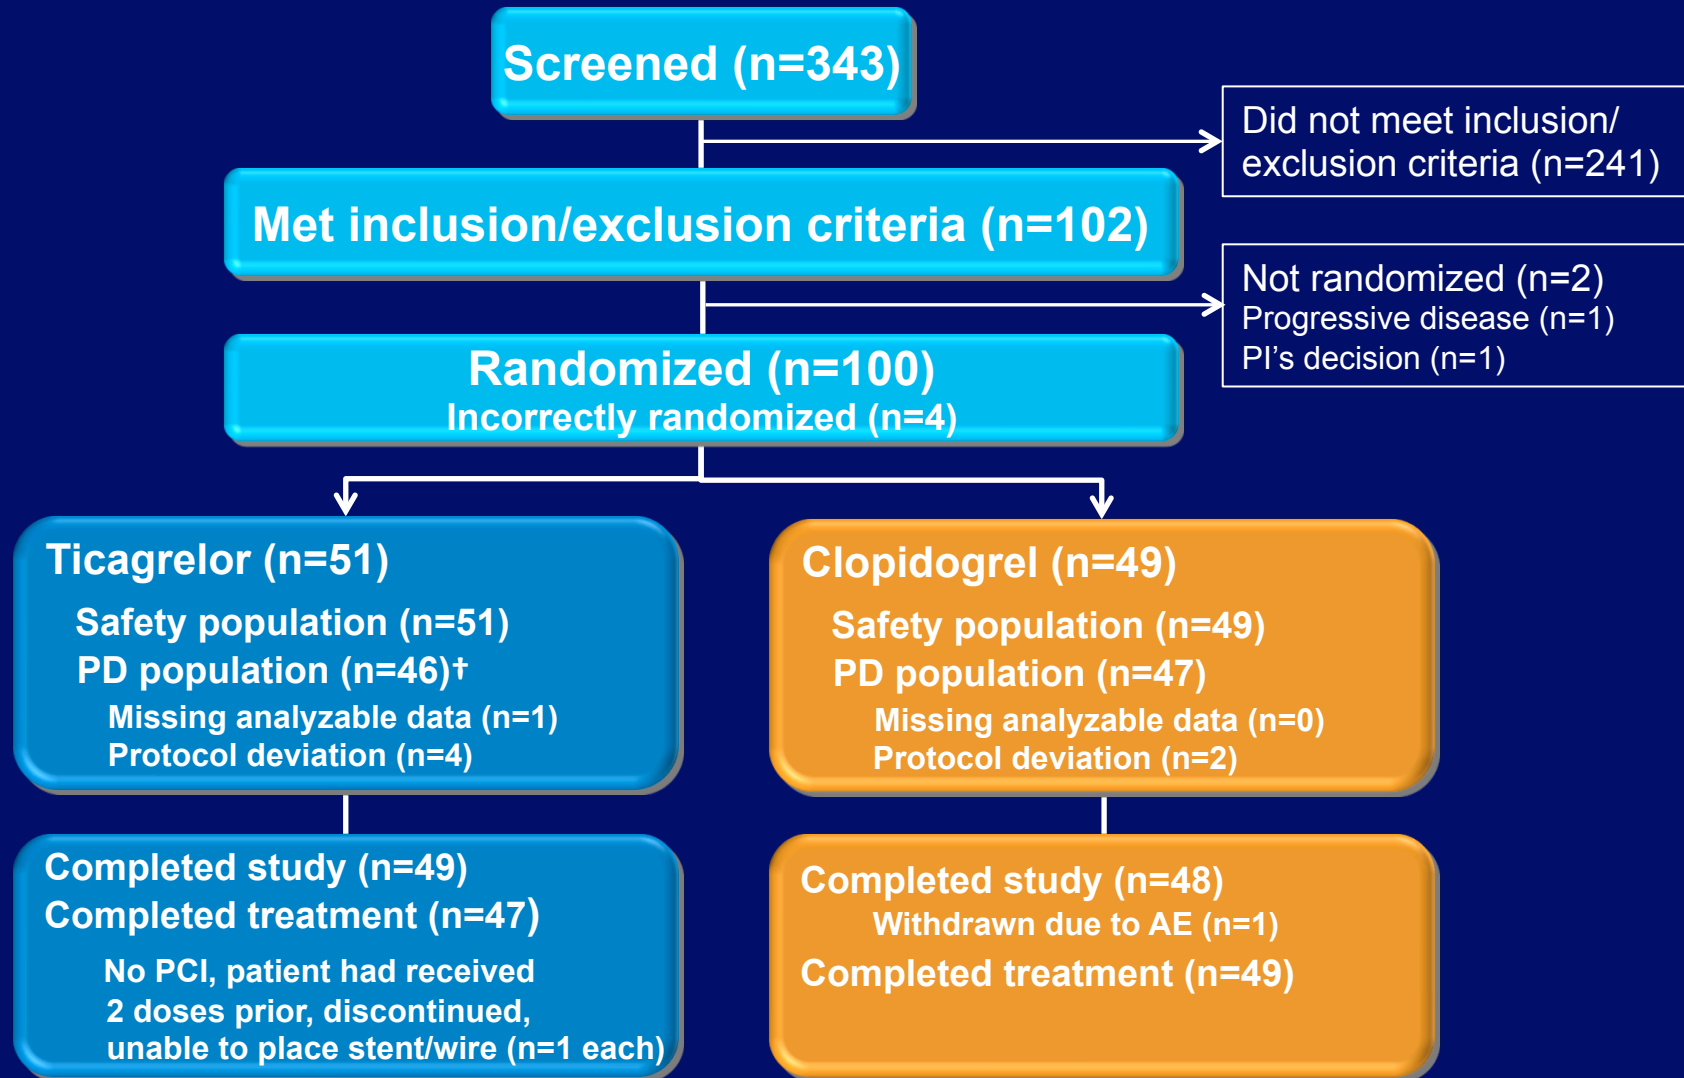 Screened (n=343)
Did not meet inclusion/
exclusion criteria (n=241)
Met inclusion/exclusion criteria (n=102)
Not randomized (n=2)
Progressive disease (n=1)
PI’s decision (n=1)
Randomized (n=100)
Incorrectly randomized (n=4)
Ticagrelor (n=51)
Safety population (n=51)
PD population (n=46)†
Missing analyzable data (n=1)
Protocol deviation (n=4)
Clopidogrel (n=49)
Safety population (n=49)
PD population (n=47)
Missing analyzable data (n=0)
Protocol deviation (n=2)
Completed study (n=49)
Completed treatment (n=47)
No PCI, patient had received
2 doses prior, discontinued,
unable to place stent/wire (n=1 each)
Completed study (n=48)
Withdrawn due to AE (n=1)
Completed treatment (n=49)